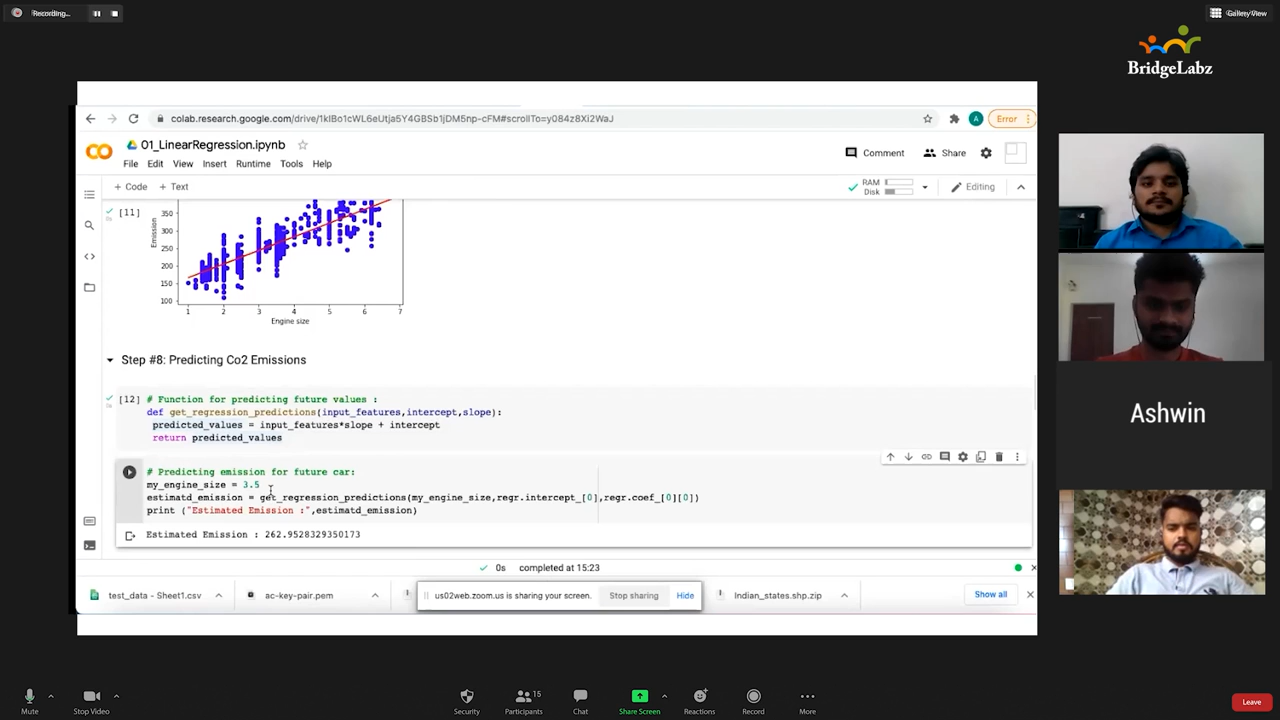 Recording...
Gallery View
BridgeLabz
colab.research.google.com/drive/1kIBo1cWL6eUtja5Y4GBSb1jDM5np-cFM#scrollTo=y084z8Xi2WaJ
A
Error
01_LinearRegression.ipynb
File Edit View Insert Runtime Tools Help
Comment
Share
+ Code + Text
RAM
Disk
Editing
[11]
Emission
350
300
250
200
150
100
1 2 3 4 5 6 7
Engine size
Step #8: Predicting Co2 Emissions
[12]
# Function for predicting future values :
def get_regression_predictions(input_features,intercept,slope):
predicted_values = input_features*slope + intercept
return predicted_values
# Predicting emission for future car:
my_engine_size = 3.5
estimatd_emission = get_regression_predictions(my_engine_size,regr.intercept_[0],regr.coef_[0][0])
print ("Estimated Emission :",estimatd_emission)
Estimated Emission : 262.9528329350173
0s completed at 15:23
test_data - Sheet1.csv
ac-key-pair.pem
us02web.zoom.us is sharing your screen.
Stop sharing
Hide
Indian_states.shp.zip
Show all
Ashwin
Mute
Stop Video
Security
Participants
15
Chat
Share Screen
Reactions
Record
More
Leave